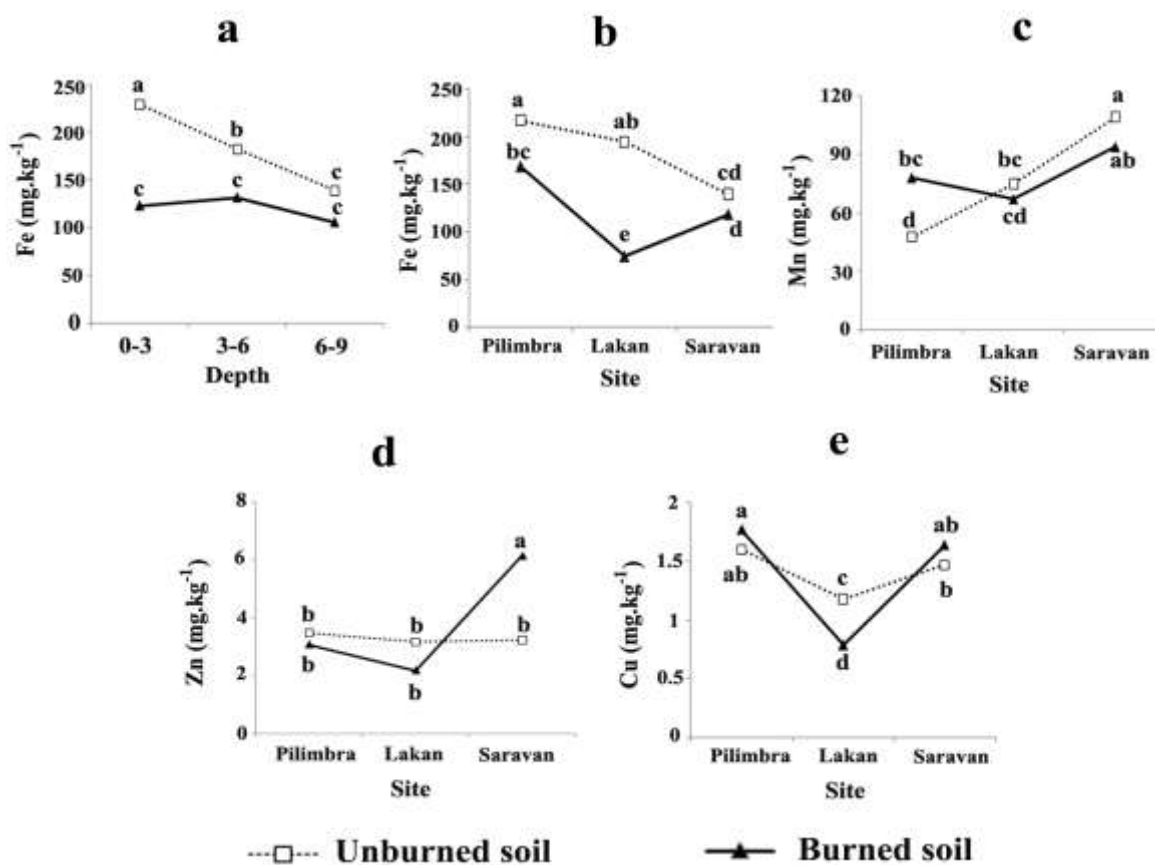 a
b
c
250
200
150
100
50
0
Fe (mg.kg-1)
a
b
c
c
c
c
0-3 3-6 6-9
Depth
250
200
150
100
50
0
Fe (mg.kg-1)
a
ab
cd
bc
e
d
Pilimbra Lakan Saravan
Site
120
90
60
30
0
Mn (mg.kg-1)
a
bc
bc
ab
d
cd
Pilimbra Lakan Saravan
Site
d
e
8
6
4
2
0
Zn (mg.kg-1)
a
b
b
b
b
b
Pilimbra Lakan Saravan
Site
2
1.5
1
0.5
0
Cu (mg.kg-1)
a
ab
ab
c
b
d
Pilimbra Lakan Saravan
Site
Unburned soil
Burned soil